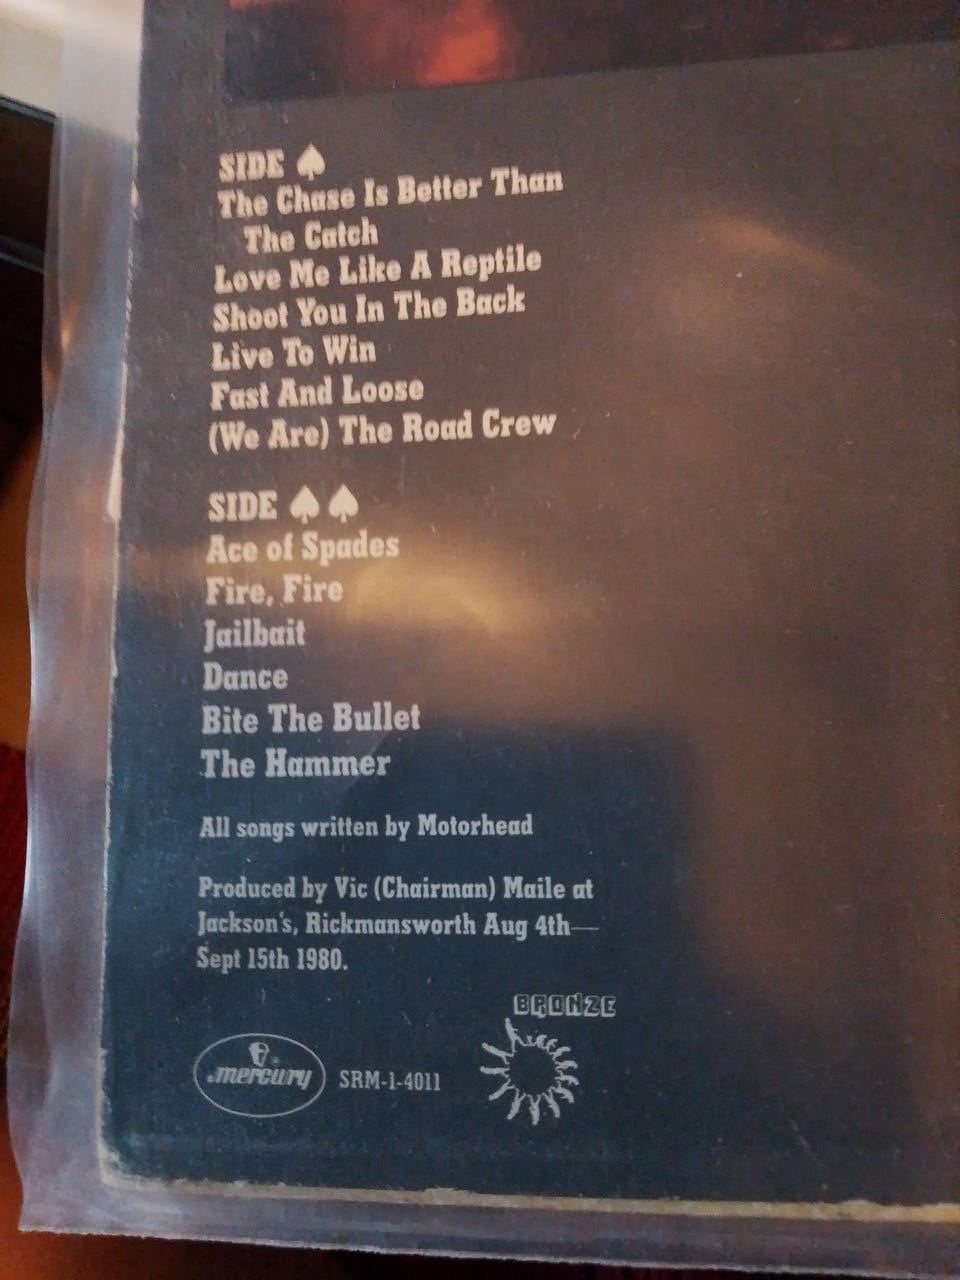 SIDE ♠
The Chase Is Better Than
The Catch
Love Me Like A Reptile
Shoot You In The Back
Live To Win
Fast And Loose
(We Are) The Road Crew
SIDE ♠♠
Ace of Spades
Fire, Fire
Jailbait
Dance
Bite The Bullet
The Hammer
All songs written by Motorhead
Produced by Vic (Chairman) Maile at
Jackson's, Rickmansworth Aug 4th—
Sept 15th 1980.
BRONZE
mercury SRM-1-4011